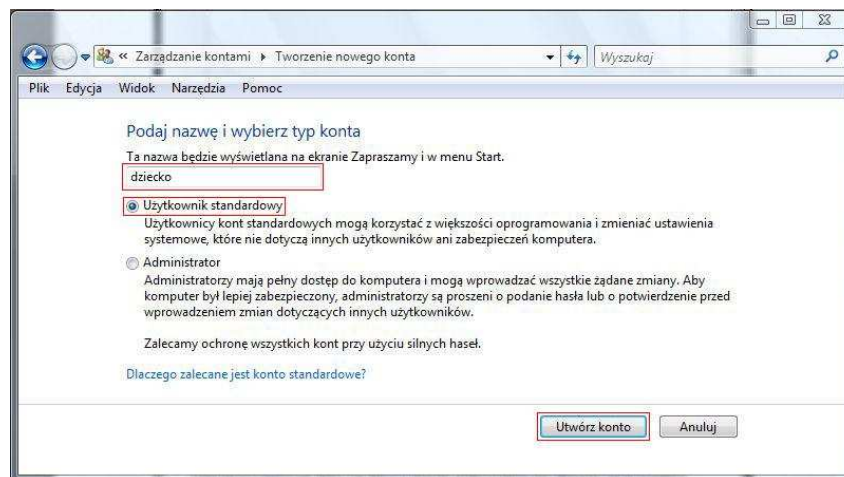 « Zarządzanie kontami ▸ Tworzenie nowego konta
Wyszukaj
Plik Edycja Widok Narzędzia Pomoc
Podaj nazwę i wybierz typ konta
Ta nazwa będzie wyświetlana na ekranie Zapraszamy i w menu Start.
dziecko
Użytkownik standardowy
Użytkownicy kont standardowych mogą korzystać z większości oprogramowania i zmieniać ustawienia
systemowe, które nie dotyczą innych użytkowników ani zabezpieczeń komputera.
Administrator
Administratorzy mają pełny dostęp do komputera i mogą wprowadzać wszystkie żądane zmiany. Aby
komputer był lepiej zabezpieczony, administratorzy są proszeni o podanie hasła lub o potwierdzenie przed
wprowadzeniem zmian dotyczących innych użytkowników.
Zalecamy ochronę wszystkich kont przy użyciu silnych haseł.
Dlaczego zalecane jest konto standardowe?
Utwórz konto Anuluj